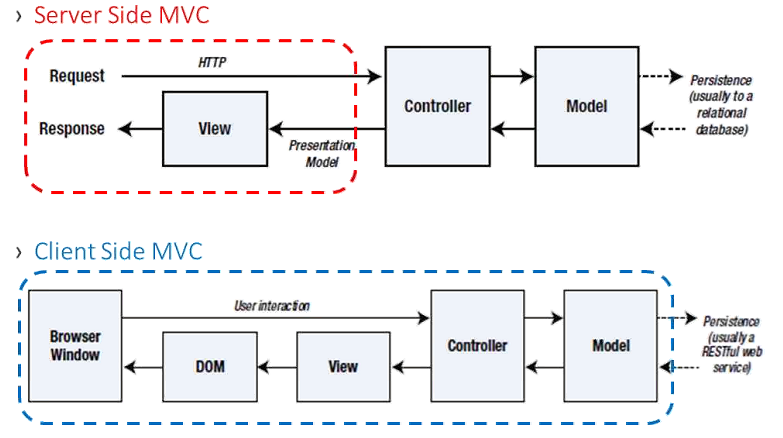 › Server Side MVC
HTTP
Request
Response
View
Presentation
Model
Controller
Model
Persistence
(usually to a
relational
database)
› Client Side MVC
Browser
Window
User interaction
DOM
View
Controller
Model
Persistence
(usually a
RESTful web
service)